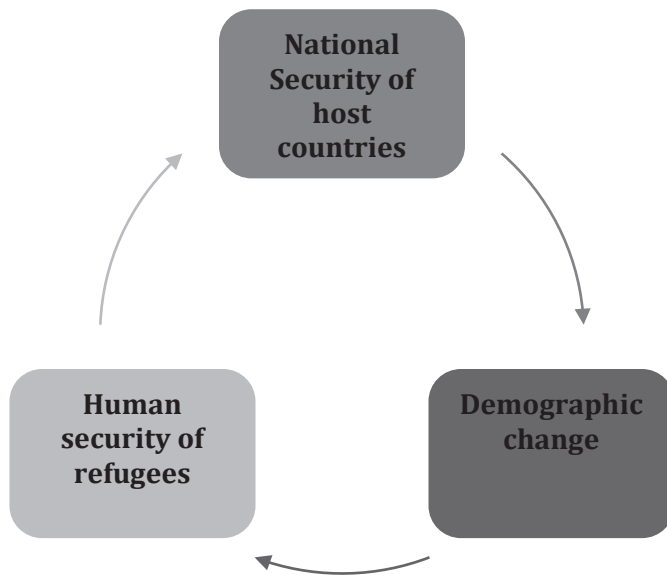 National
Security of
host
countries
Human
security of
refugees
Demographic
change